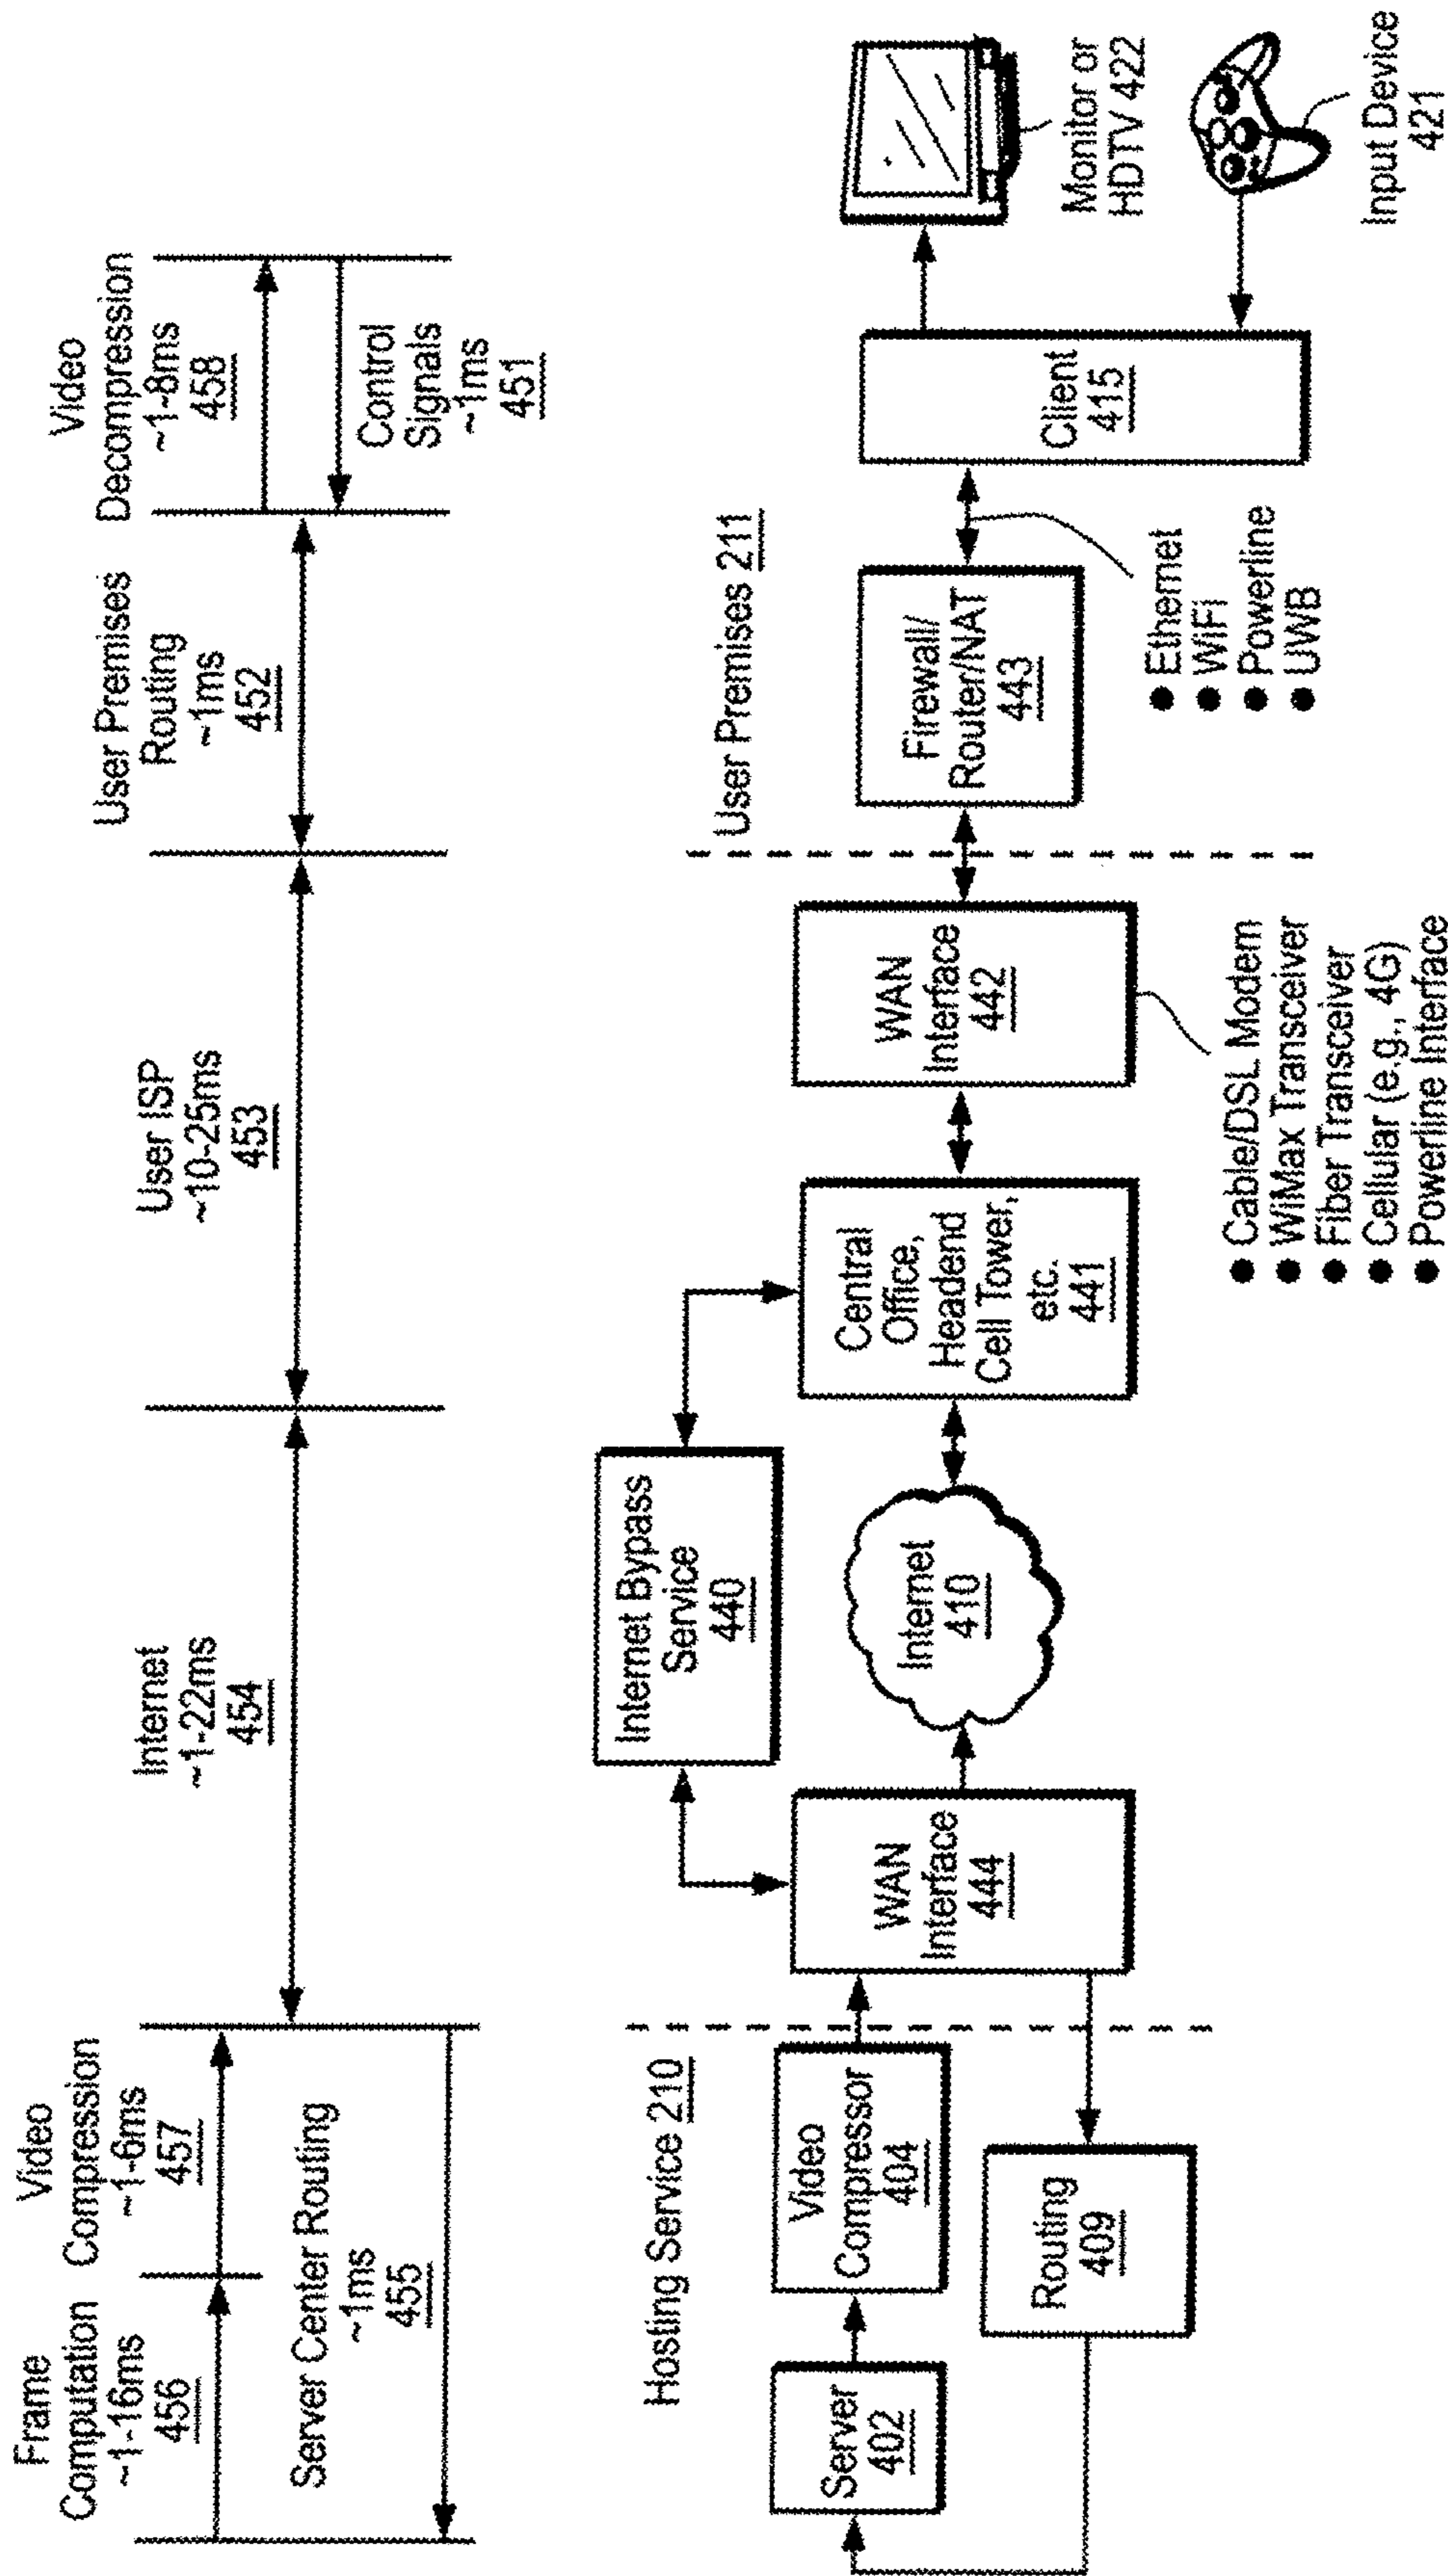 Frame
Computation
~1-16ms
456
Video
Compression
~1-6ms
457
Server Center Routing
~1ms
455
Internet
~1-22ms
454
User ISP
~10-25ms
453
User Premises
Routing
~1ms
452
Video
Decompression
~1-8ms
458
Control
Signals
~1ms
451
Hosting Service 210
Server
402
Video
Compressor
404
Routing
409
WAN
Interface
444
Internet Bypass
Service
440
Internet
410
Central
Office,
Headend
Cell Tower,
etc.
441
WAN
Interface
442
● Cable/DSL Modem
● WiMax Transceiver
● Fiber Transceiver
● Cellular (e.g., 4G)
● Powerline Interface
User Premises 211
Firewall/
Router/NAT
443
● Ethernet
● WiFi
● Powerline
● UWB
Client
415
Monitor or
HDTV 422
Input Device
421